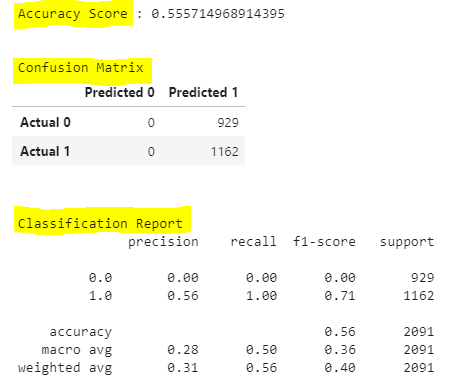 Accuracy Score : 0.555714968914395
Confusion Matrix
Predicted 0 Predicted 1
Actual 0 0 929
Actual 1 0 1162
Classification Report
precision recall f1-score support
0.0 0.00 0.00 0.00 929
1.0 0.56 1.00 0.71 1162
accuracy 0.56 2091
macro avg 0.28 0.50 0.36 2091
weighted avg 0.31 0.56 0.40 2091